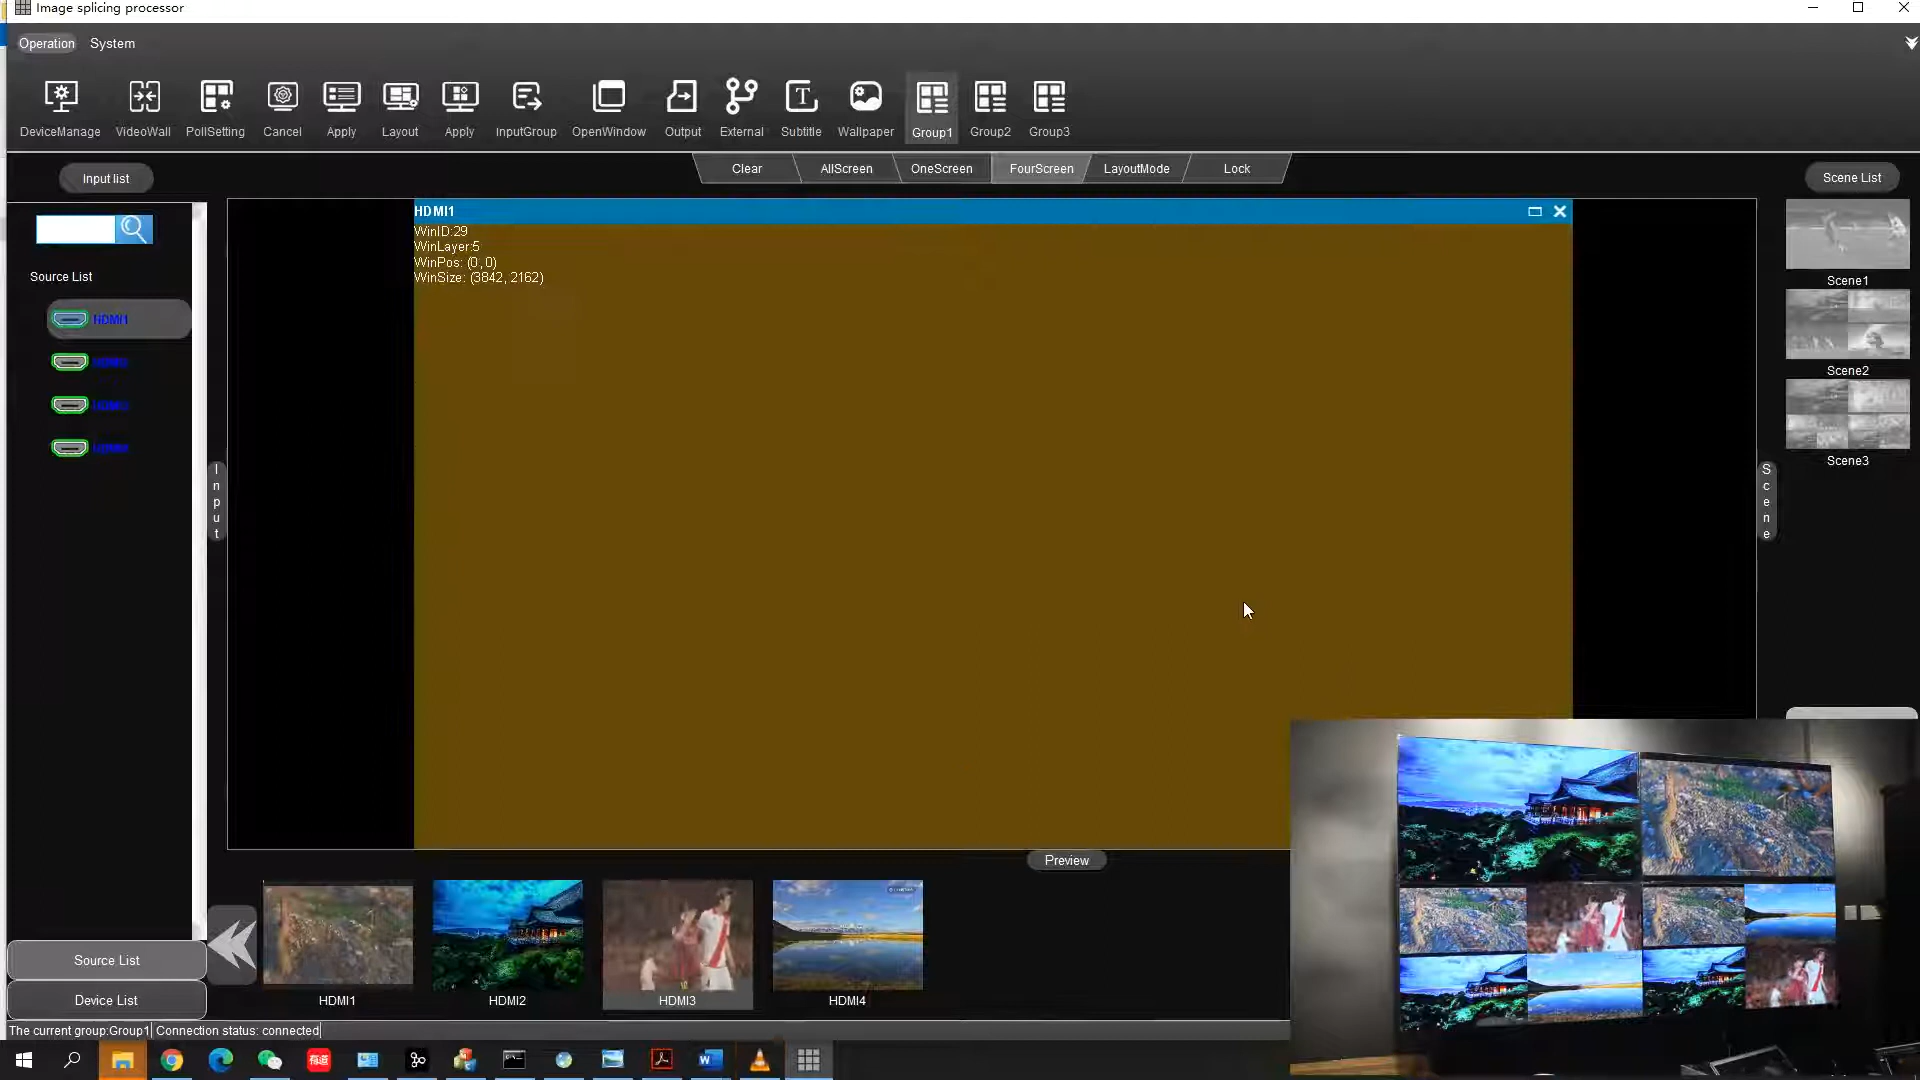 Image splicing processor
Operation System
DeviceManage VideoWall PollSetting Cancel Apply Layout Apply InputGroup OpenWindow Output External Subtitle Wallpaper Group1 Group2 Group3
Clear AllScreen OneScreen FourScreen LayoutMode Lock
Input list
Scene List
HDMI1
WinID:29
WinLayer:5
WinPos: (0,0)
WinSize: (3842, 2162)
Source List
HDMI1
Scene1
Scene2
Scene3
Input
Scene
Preview
HDMI1 HDMI2 HDMI3 HDMI4
Source List
Device List
The current group:Group1 Connection status: connected